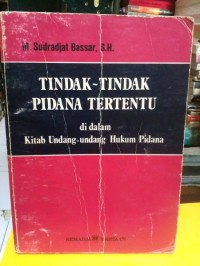 M. Sudradjat Bassar, S.H.
TINDAK-TINDAK
PIDANA TERTENTU
di dalam
Kitab Undang-undang Hukum Pidana